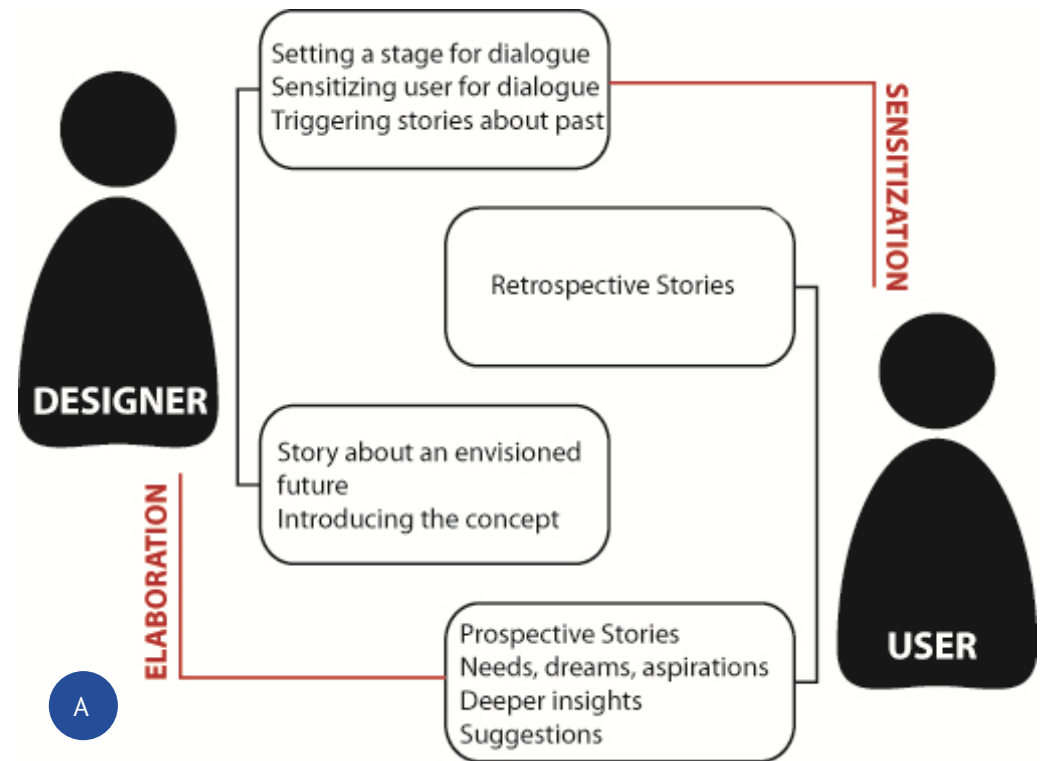 Setting a stage for dialogue
Sensitizing user for dialogue
Triggering stories about past
SENSITIZATION
Retrospective Stories
DESIGNER
Story about an envisioned
future
Introducing the concept
ELABORATION
Prospective Stories
Needs, dreams, aspirations
Deeper insights
Suggestions
USER
A